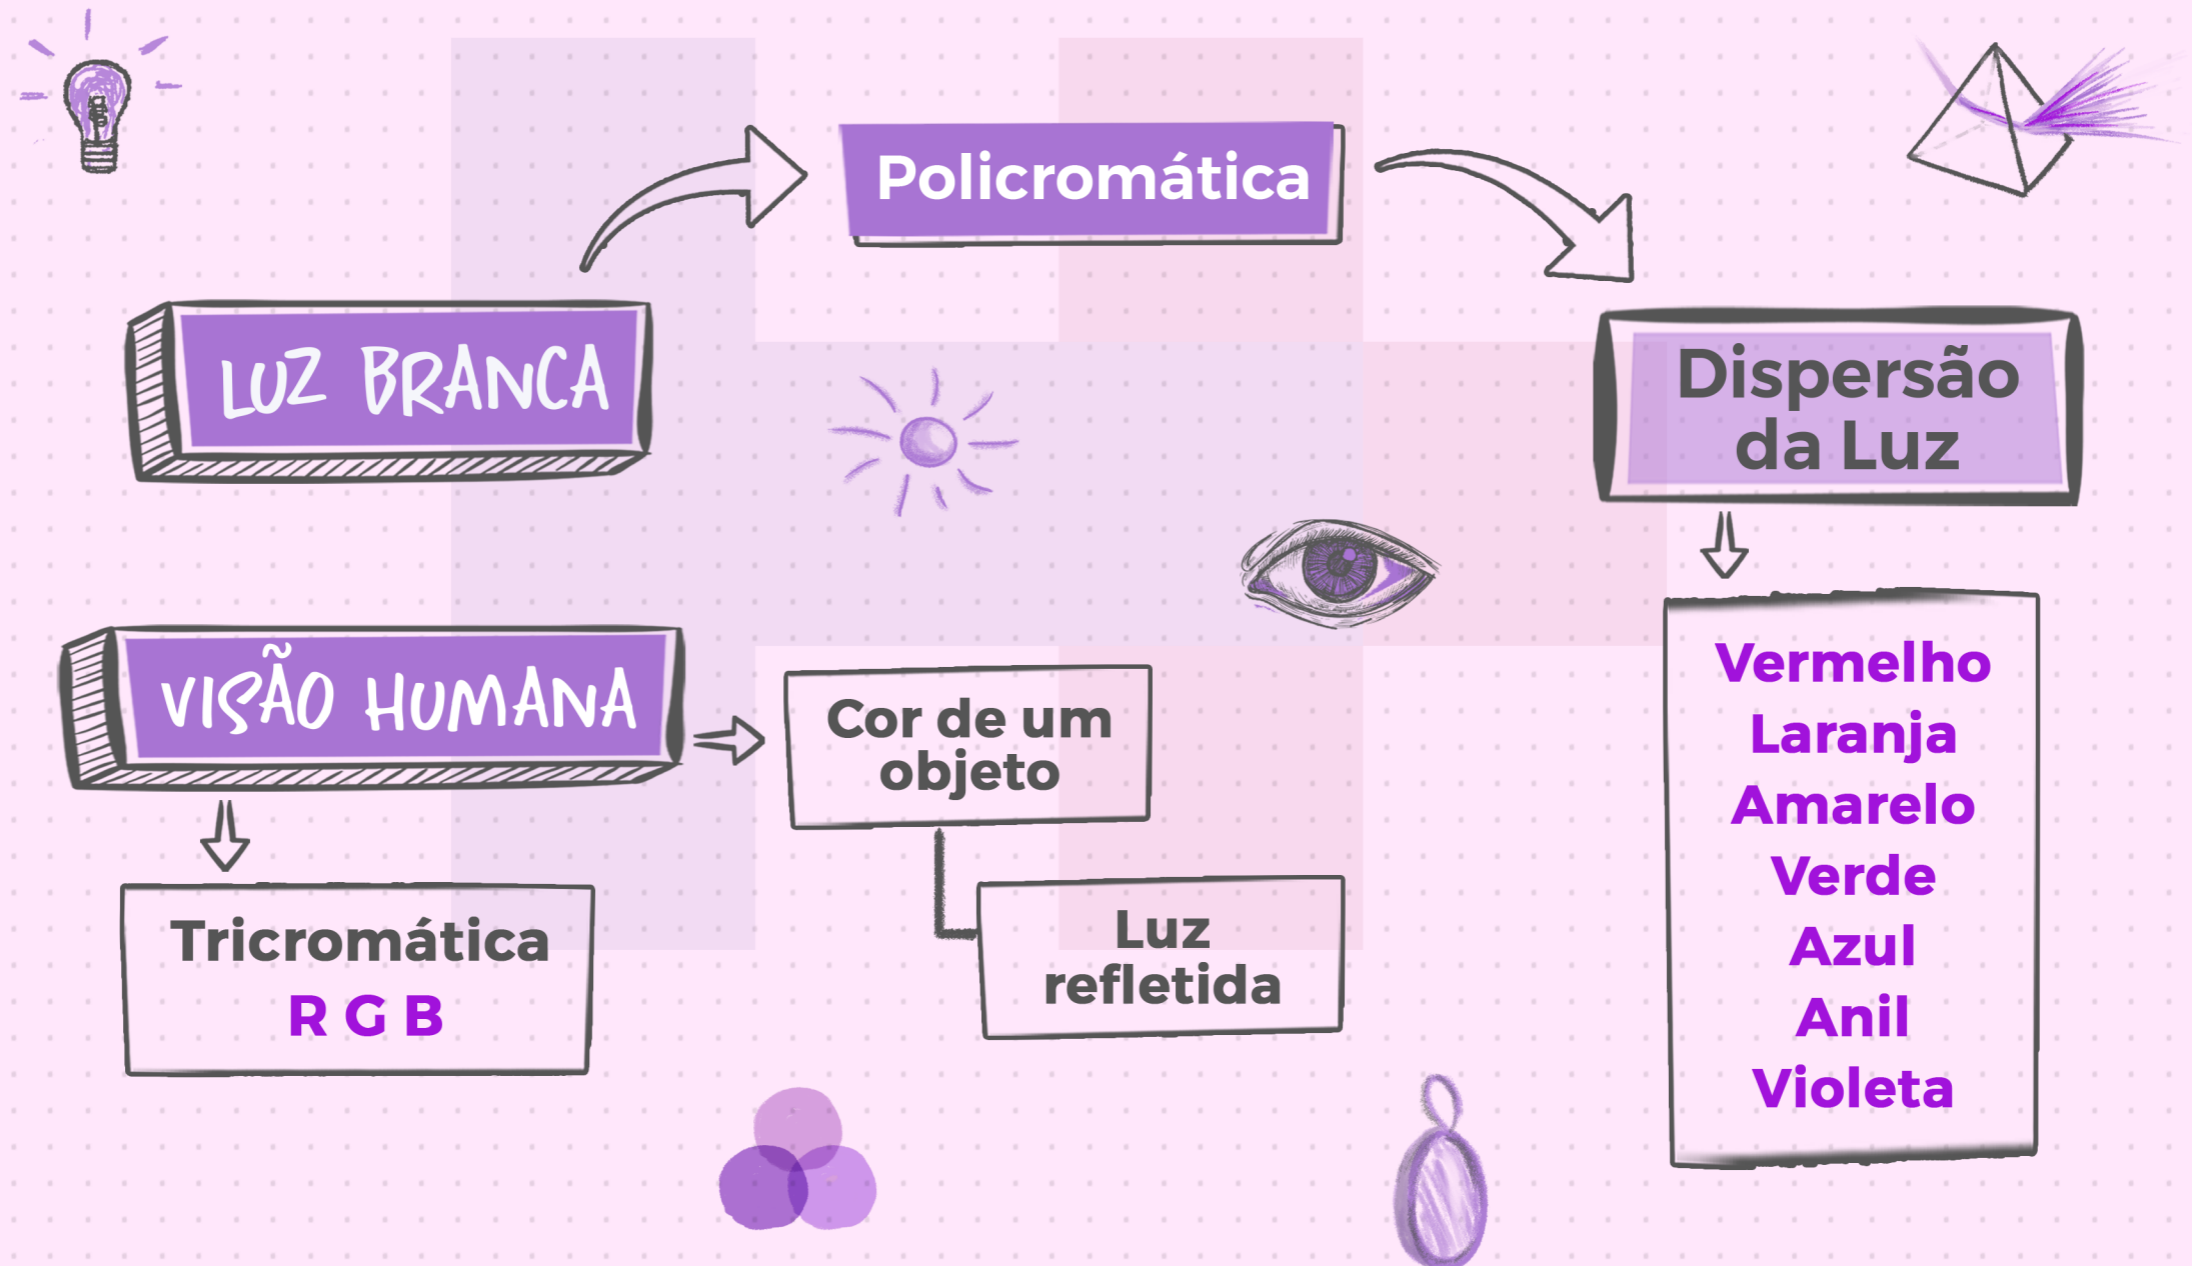 Policromática
LUZ BRANCA
Dispersão
da Luz
VISÃO HUMANA
Cor de um
objeto
Luz
refletida
Tricromática
R G B
Vermelho
Laranja
Amarelo
Verde
Azul
Anil
Violeta